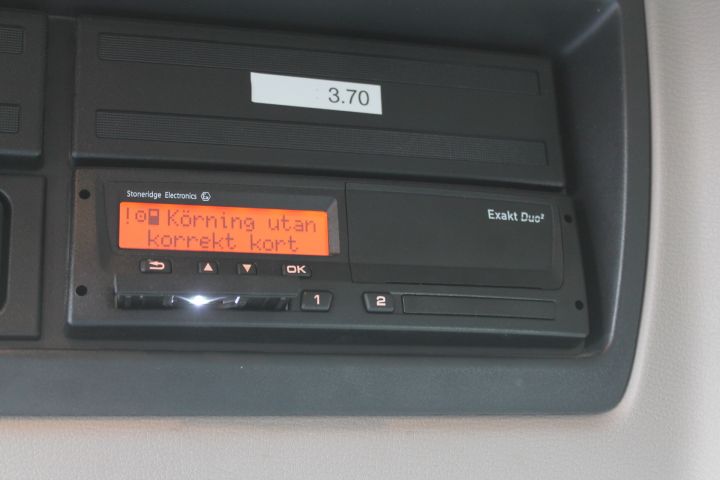 3.70
Stoneridge Electronics
Exakt Duo²
! Körning utan
korrekt kort
OK
1
2